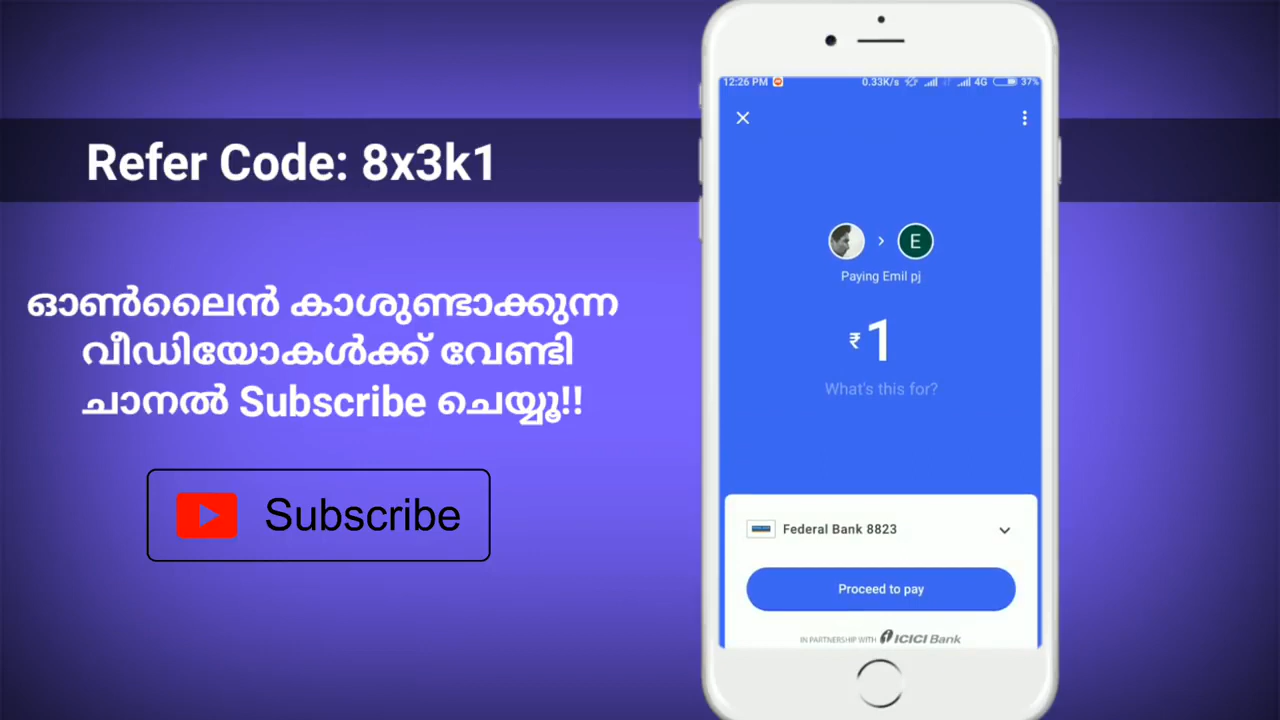 Refer Code: 8x3k1
ഓൺലൈൻ കാശുണ്ടാക്കുന്ന
വീഡിയോകൾക്ക് വേണ്ടി
ചാനൽ Subscribe ചെയ്യൂ!!
Subscribe
12:26 PM 0.33K/s 4G 37%
E
Paying Emil pj
₹1
What's this for?
Federal Bank 8823
Proceed to pay
IN PARTNERSHIP WITH ICICI Bank